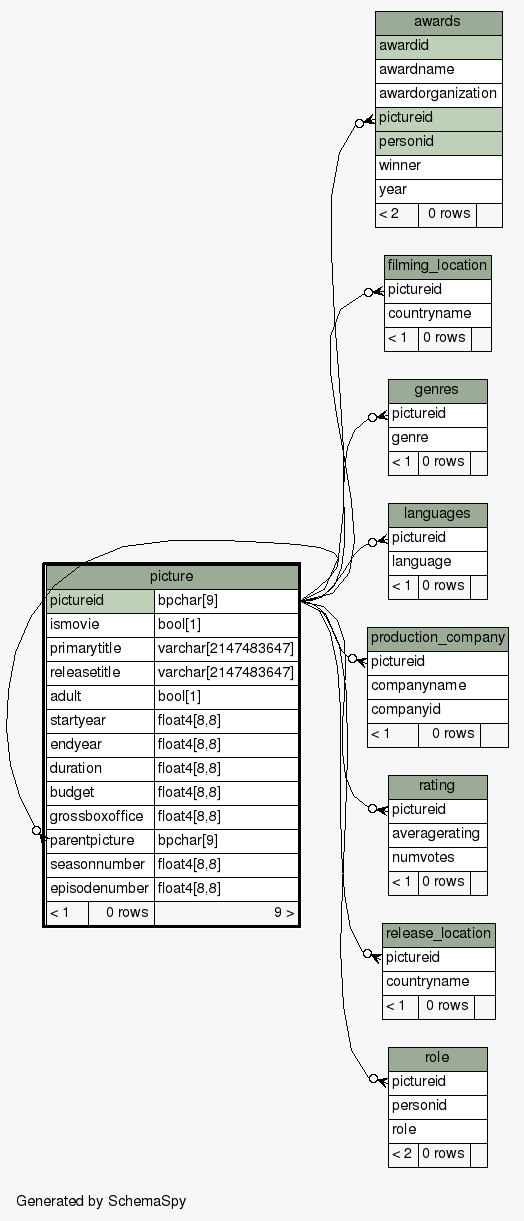 awards
awardid
awardname
awardorganization
pictureid
personid
winner
year
< 2 0 rows
filming_location
pictureid
countryname
< 1 0 rows
genres
pictureid
genre
< 1 0 rows
languages
pictureid
language
< 1 0 rows
picture
pictureid bpchar[9]
ismovie bool[1]
primarytitle varchar[2147483647]
releasetitle varchar[2147483647]
adult bool[1]
startyear float4[8,8]
endyear float4[8,8]
duration float4[8,8]
budget float4[8,8]
grossboxoffice float4[8,8]
parentpicture bpchar[9]
seasonnumber float4[8,8]
episodenumber float4[8,8]
< 1 0 rows 9 >
production_company
pictureid
companyname
companyid
< 1 0 rows
rating
pictureid
averagerating
numvotes
< 1 0 rows
release_location
pictureid
countryname
< 1 0 rows
role
pictureid
personid
role
< 2 0 rows
Generated by SchemaSpy